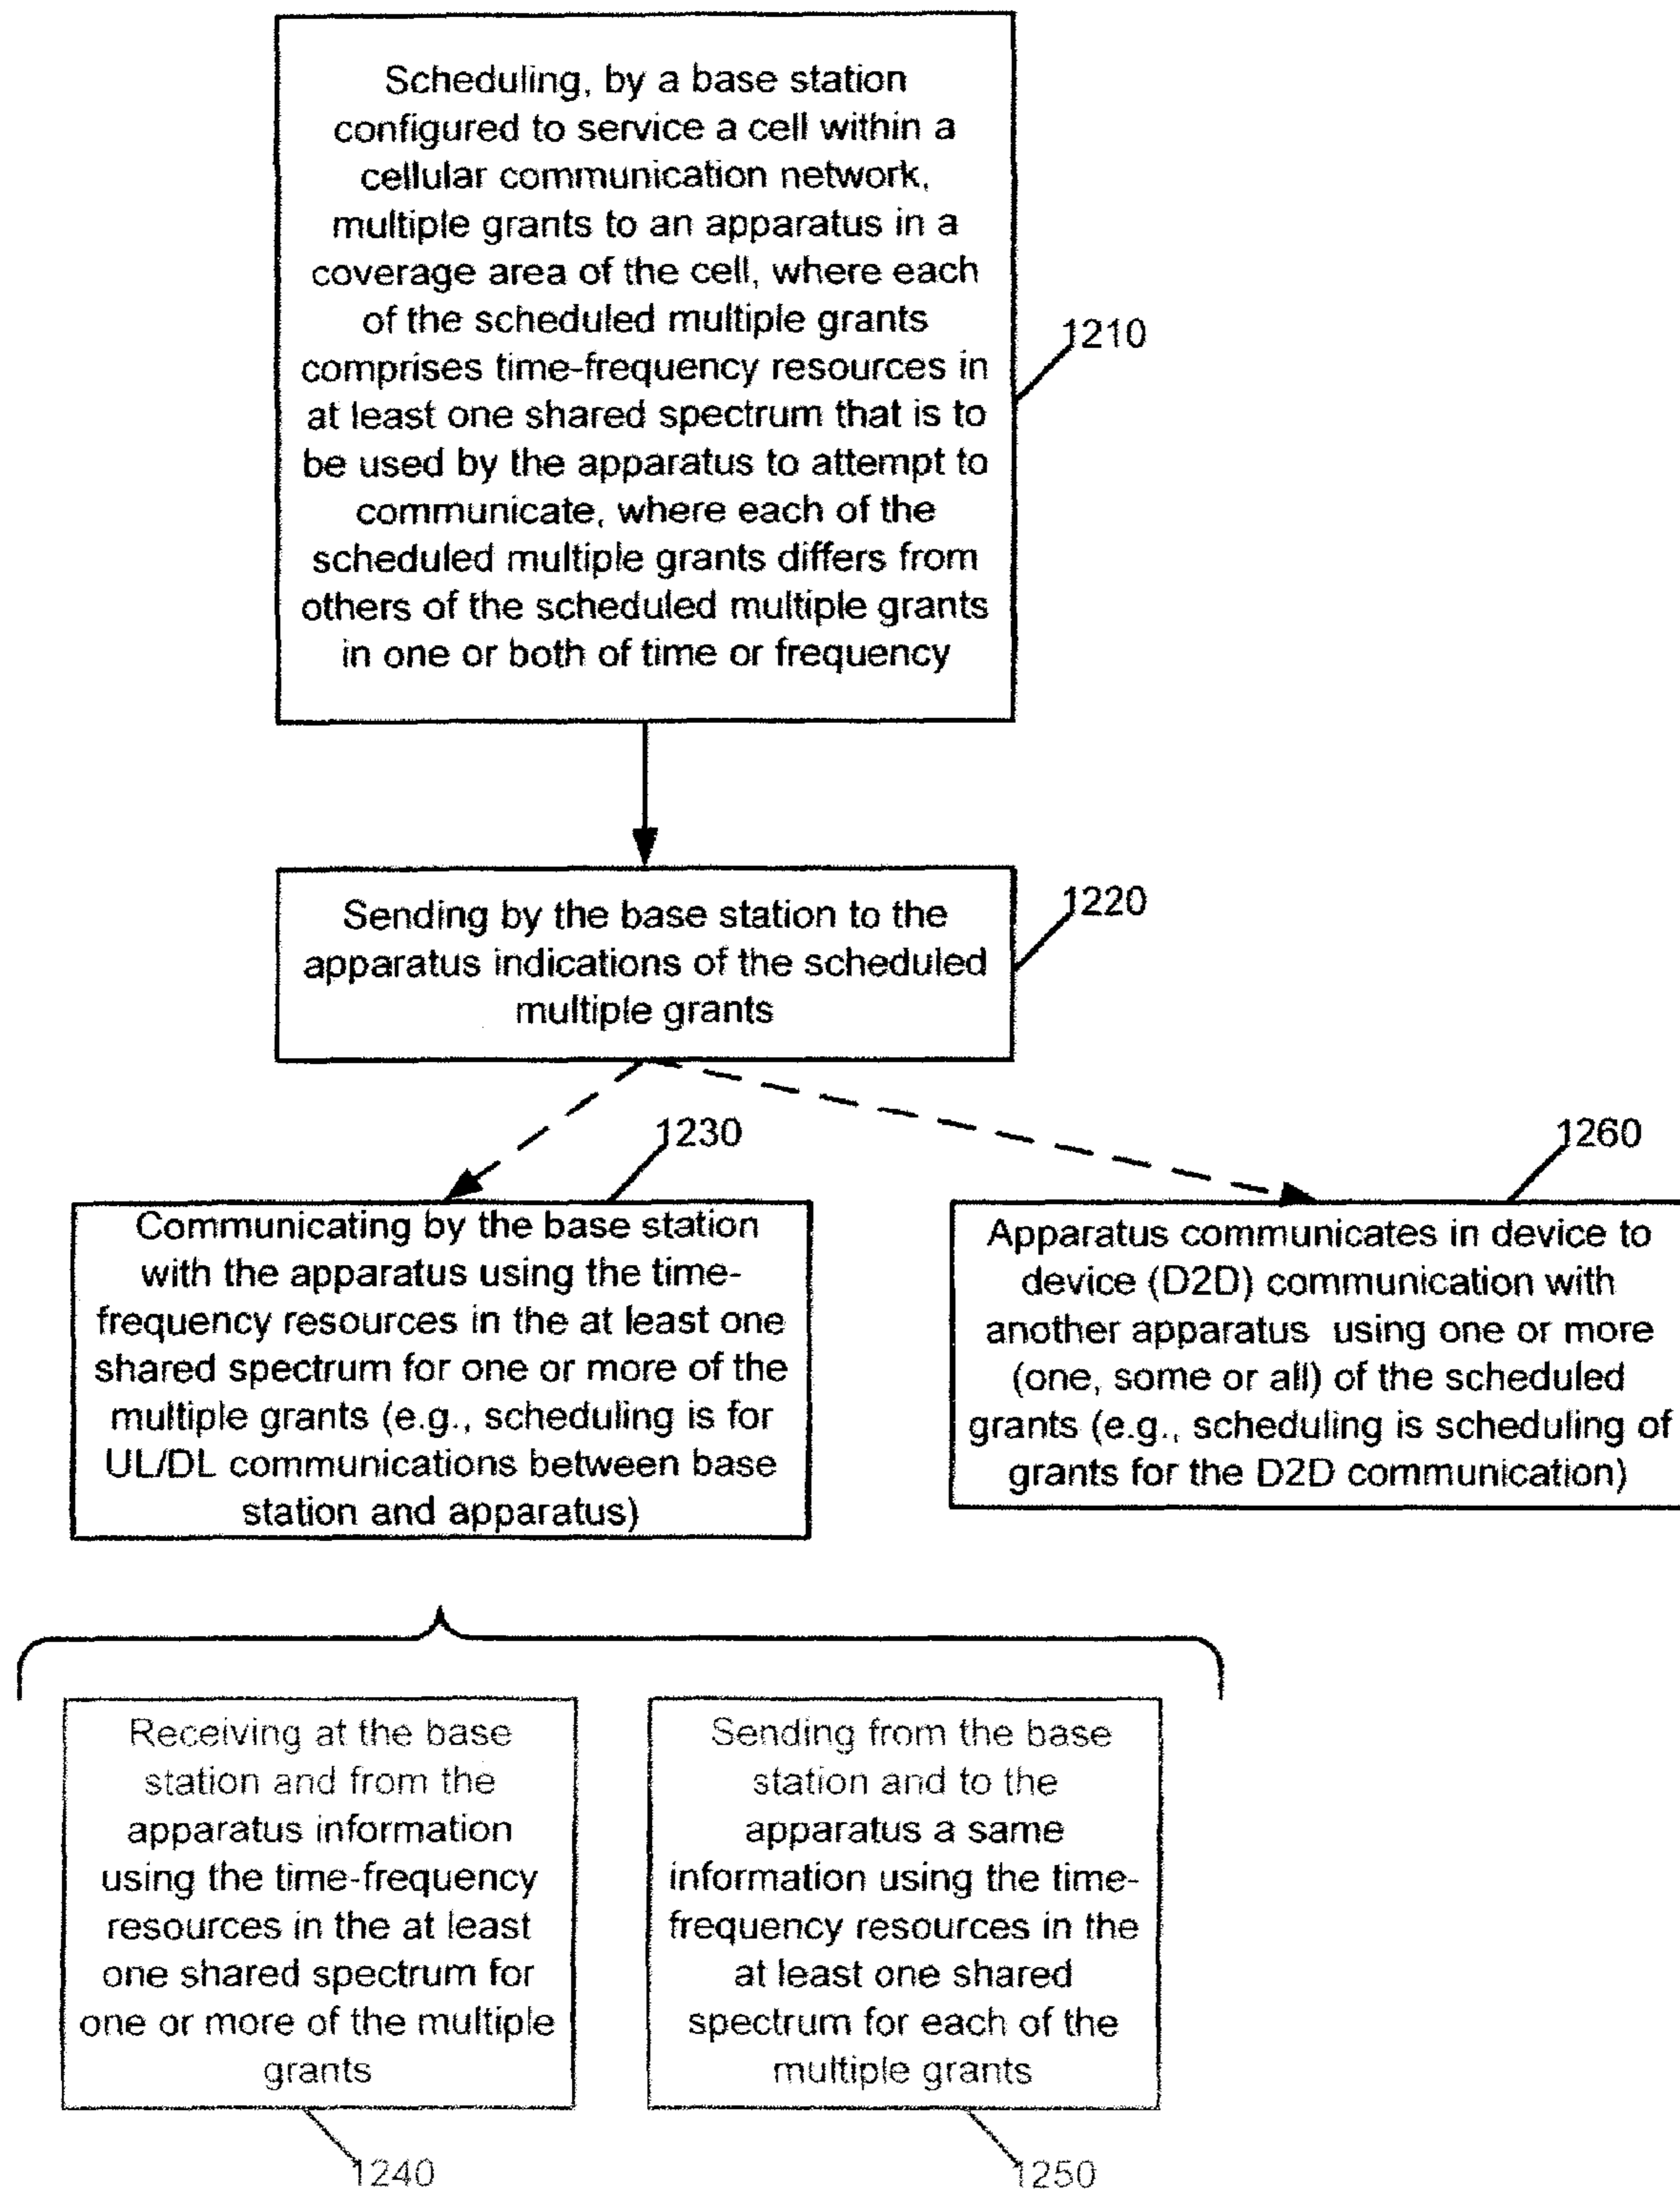 Scheduling, by a base station
configured to service a cell within a
cellular communication network,
multiple grants to an apparatus in a
coverage area of the cell, where each
of the scheduled multiple grants
comprises time-frequency resources in
at least one shared spectrum that is to
be used by the apparatus to attempt to
communicate, where each of the
scheduled multiple grants differs from
others of the scheduled multiple grants
in one or both of time or frequency
1210
Sending by the base station to the
apparatus indications of the scheduled
multiple grants
1220
1230
Communicating by the base station
with the apparatus using the time-
frequency resources in the at least one
shared spectrum for one or more of the
multiple grants (e.g., scheduling is for
UL/DL communications between base
station and apparatus)
1260
Apparatus communicates in device to
device (D2D) communication with
another apparatus using one or more
(one, some or all) of the scheduled
grants (e.g., scheduling is scheduling of
grants for the D2D communication)
Receiving at the base
station and from the
apparatus information
using the time-frequency
resources in the at least
one shared spectrum for
one or more of the multiple
grants
1240
Sending from the base
station and to the
apparatus a same
information using the time-
frequency resources in the
at least one shared
spectrum for each of the
multiple grants
1250